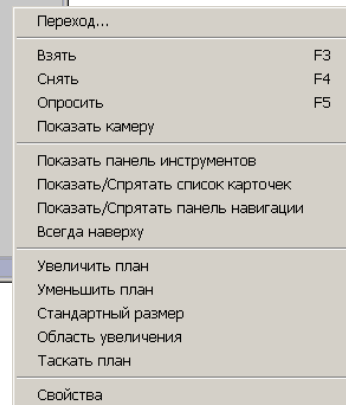 Переход...
Взять F3
Снять F4
Опросить F5
Показать камеру
Показать панель инструментов
Показать/Спрятать список карточек
Показать/Спрятать панель навигации
Всегда наверху
Увеличить план
Уменьшить план
Стандартный размер
Область увеличения
Таскать план
Свойства